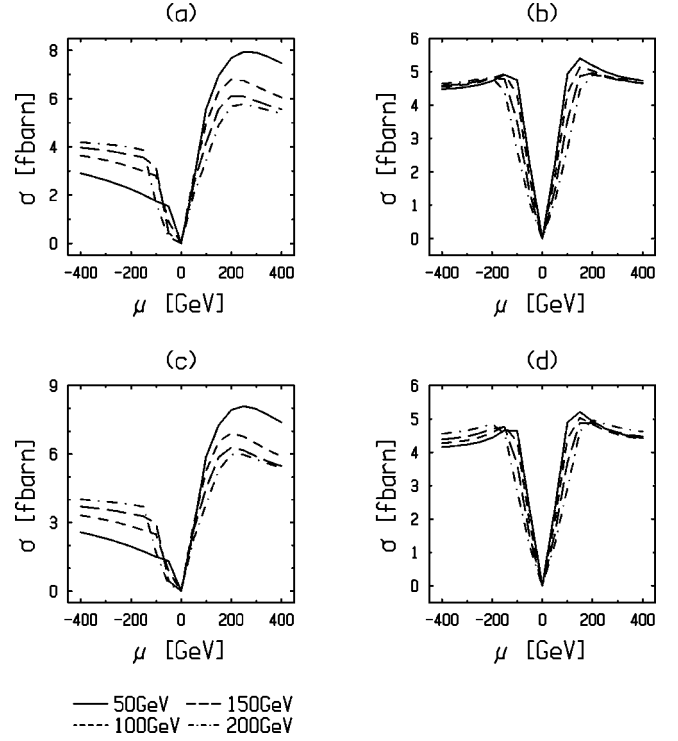 (a) (b)
8 6
6 5
4 4
3
2 2
1
0 0
σ [fbarn] σ [fbarn]
-400 -200 0 200 400 -400 -200 0 200 400
μ [GeV] μ [GeV]
(c) (d)
9 6
5
6 4
3
3 2
1
0 0
σ [fbarn] σ [fbarn]
-400 -200 0 200 400 -400 -200 0 200 400
μ [GeV] μ [GeV]
50GeV 150GeV
100GeV 200GeV